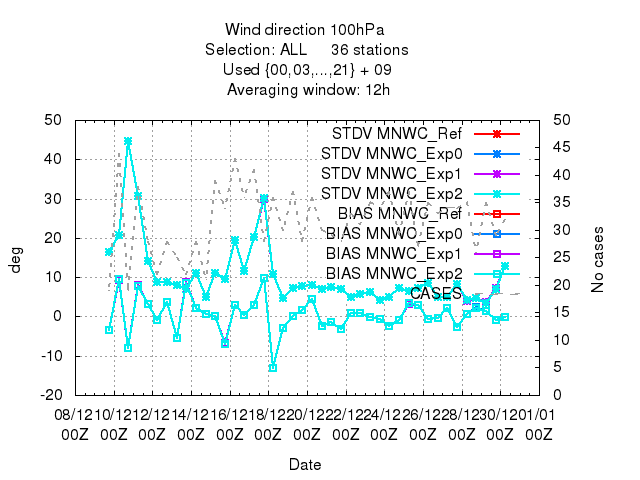 Wind direction 100hPa
Selection: ALL 36 stations
Used {00,03,...,21} + 09
Averaging window: 12h
50 50
STDV MNWC_Ref
45
STDV MNWC_Exp0
40 40
STDV MNWC_Exp1
35
STDV MNWC_Exp2
30
BIAS MNWC_Ref
30
BIAS MNWC_Exp0
20 25
BIAS MNWC_Exp1
BIAS MNWC_Exp2
10 20
CASES
deg No cases
0 15
10
-10
5
-20 0
08/12 10/12 12/12 14/12 16/12 18/12 20/12 22/12 24/12 26/12 28/12 30/12 01/01
00Z 00Z 00Z 00Z 00Z 00Z 00Z 00Z 00Z 00Z 00Z 00Z 00Z
Date